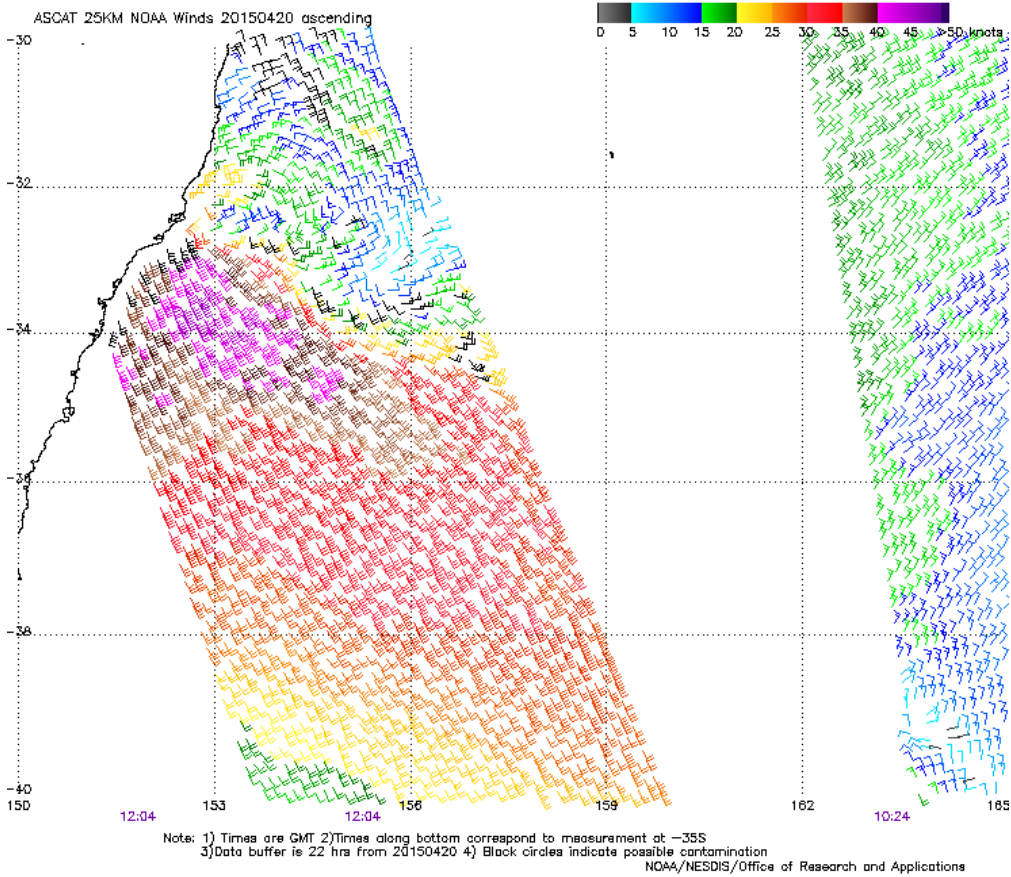 ASCAT 25KM NOAA Winds 20150420 ascending
0 5 10 15 20 25 30 35 40 45 >50 knots
-30
-32
-34
-36
-38
-40
150 153 156 159 162 165
12:04 12:04 10:24
Note: 1) Times are GMT 2)Times along bottom correspond to measurement at -35S
3)Data buffer is 22 hrs from 20150420 4) Black circles indicate possible contamination
NOAA/NESDIS/Office of Research and Applications